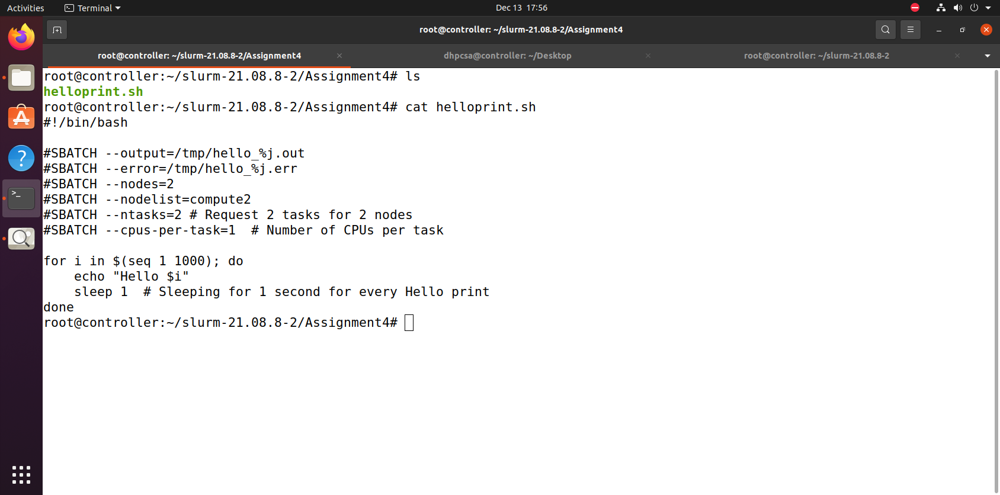 Activities
Terminal
Dec 13 17:56
root@controller: ~/slurm-21.08.8-2/Assignment4
root@controller: ~/slurm-21.08.8-2/Assignment4
dhpcsa@controller: ~/Desktop
root@controller: ~/slurm-21.08.8-2
root@controller:~/slurm-21.08.8-2/Assignment4# ls
helloprint.sh
root@controller:~/slurm-21.08.8-2/Assignment4# cat helloprint.sh
#!/bin/bash
#SBATCH --output=/tmp/hello_%j.out
#SBATCH --error=/tmp/hello_%j.err
#SBATCH --nodes=2
#SBATCH --nodelist=compute2
#SBATCH --ntasks=2 # Request 2 tasks for 2 nodes
#SBATCH --cpus-per-task=1  # Number of CPUs per task
for i in $(seq 1 1000); do
    echo "Hello $i"
    sleep 1  # Sleeping for 1 second for every Hello print
done
root@controller:~/slurm-21.08.8-2/Assignment4#